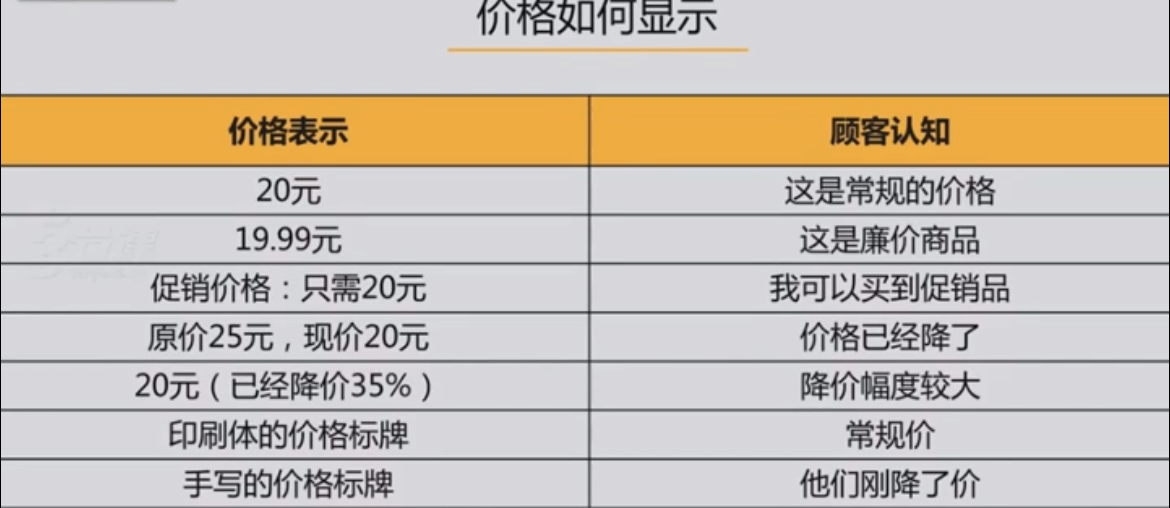 价格如何显示
价格表示 顾客认知
20元 这是常规的价格
19.99元 这是廉价商品
促销价格：只需20元 我可以买到促销品
原价25元，现价20元 价格已经降了
20元（已经降价35%） 降价幅度较大
印刷体的价格标牌 常规价
手写的价格标牌 他们刚降了价